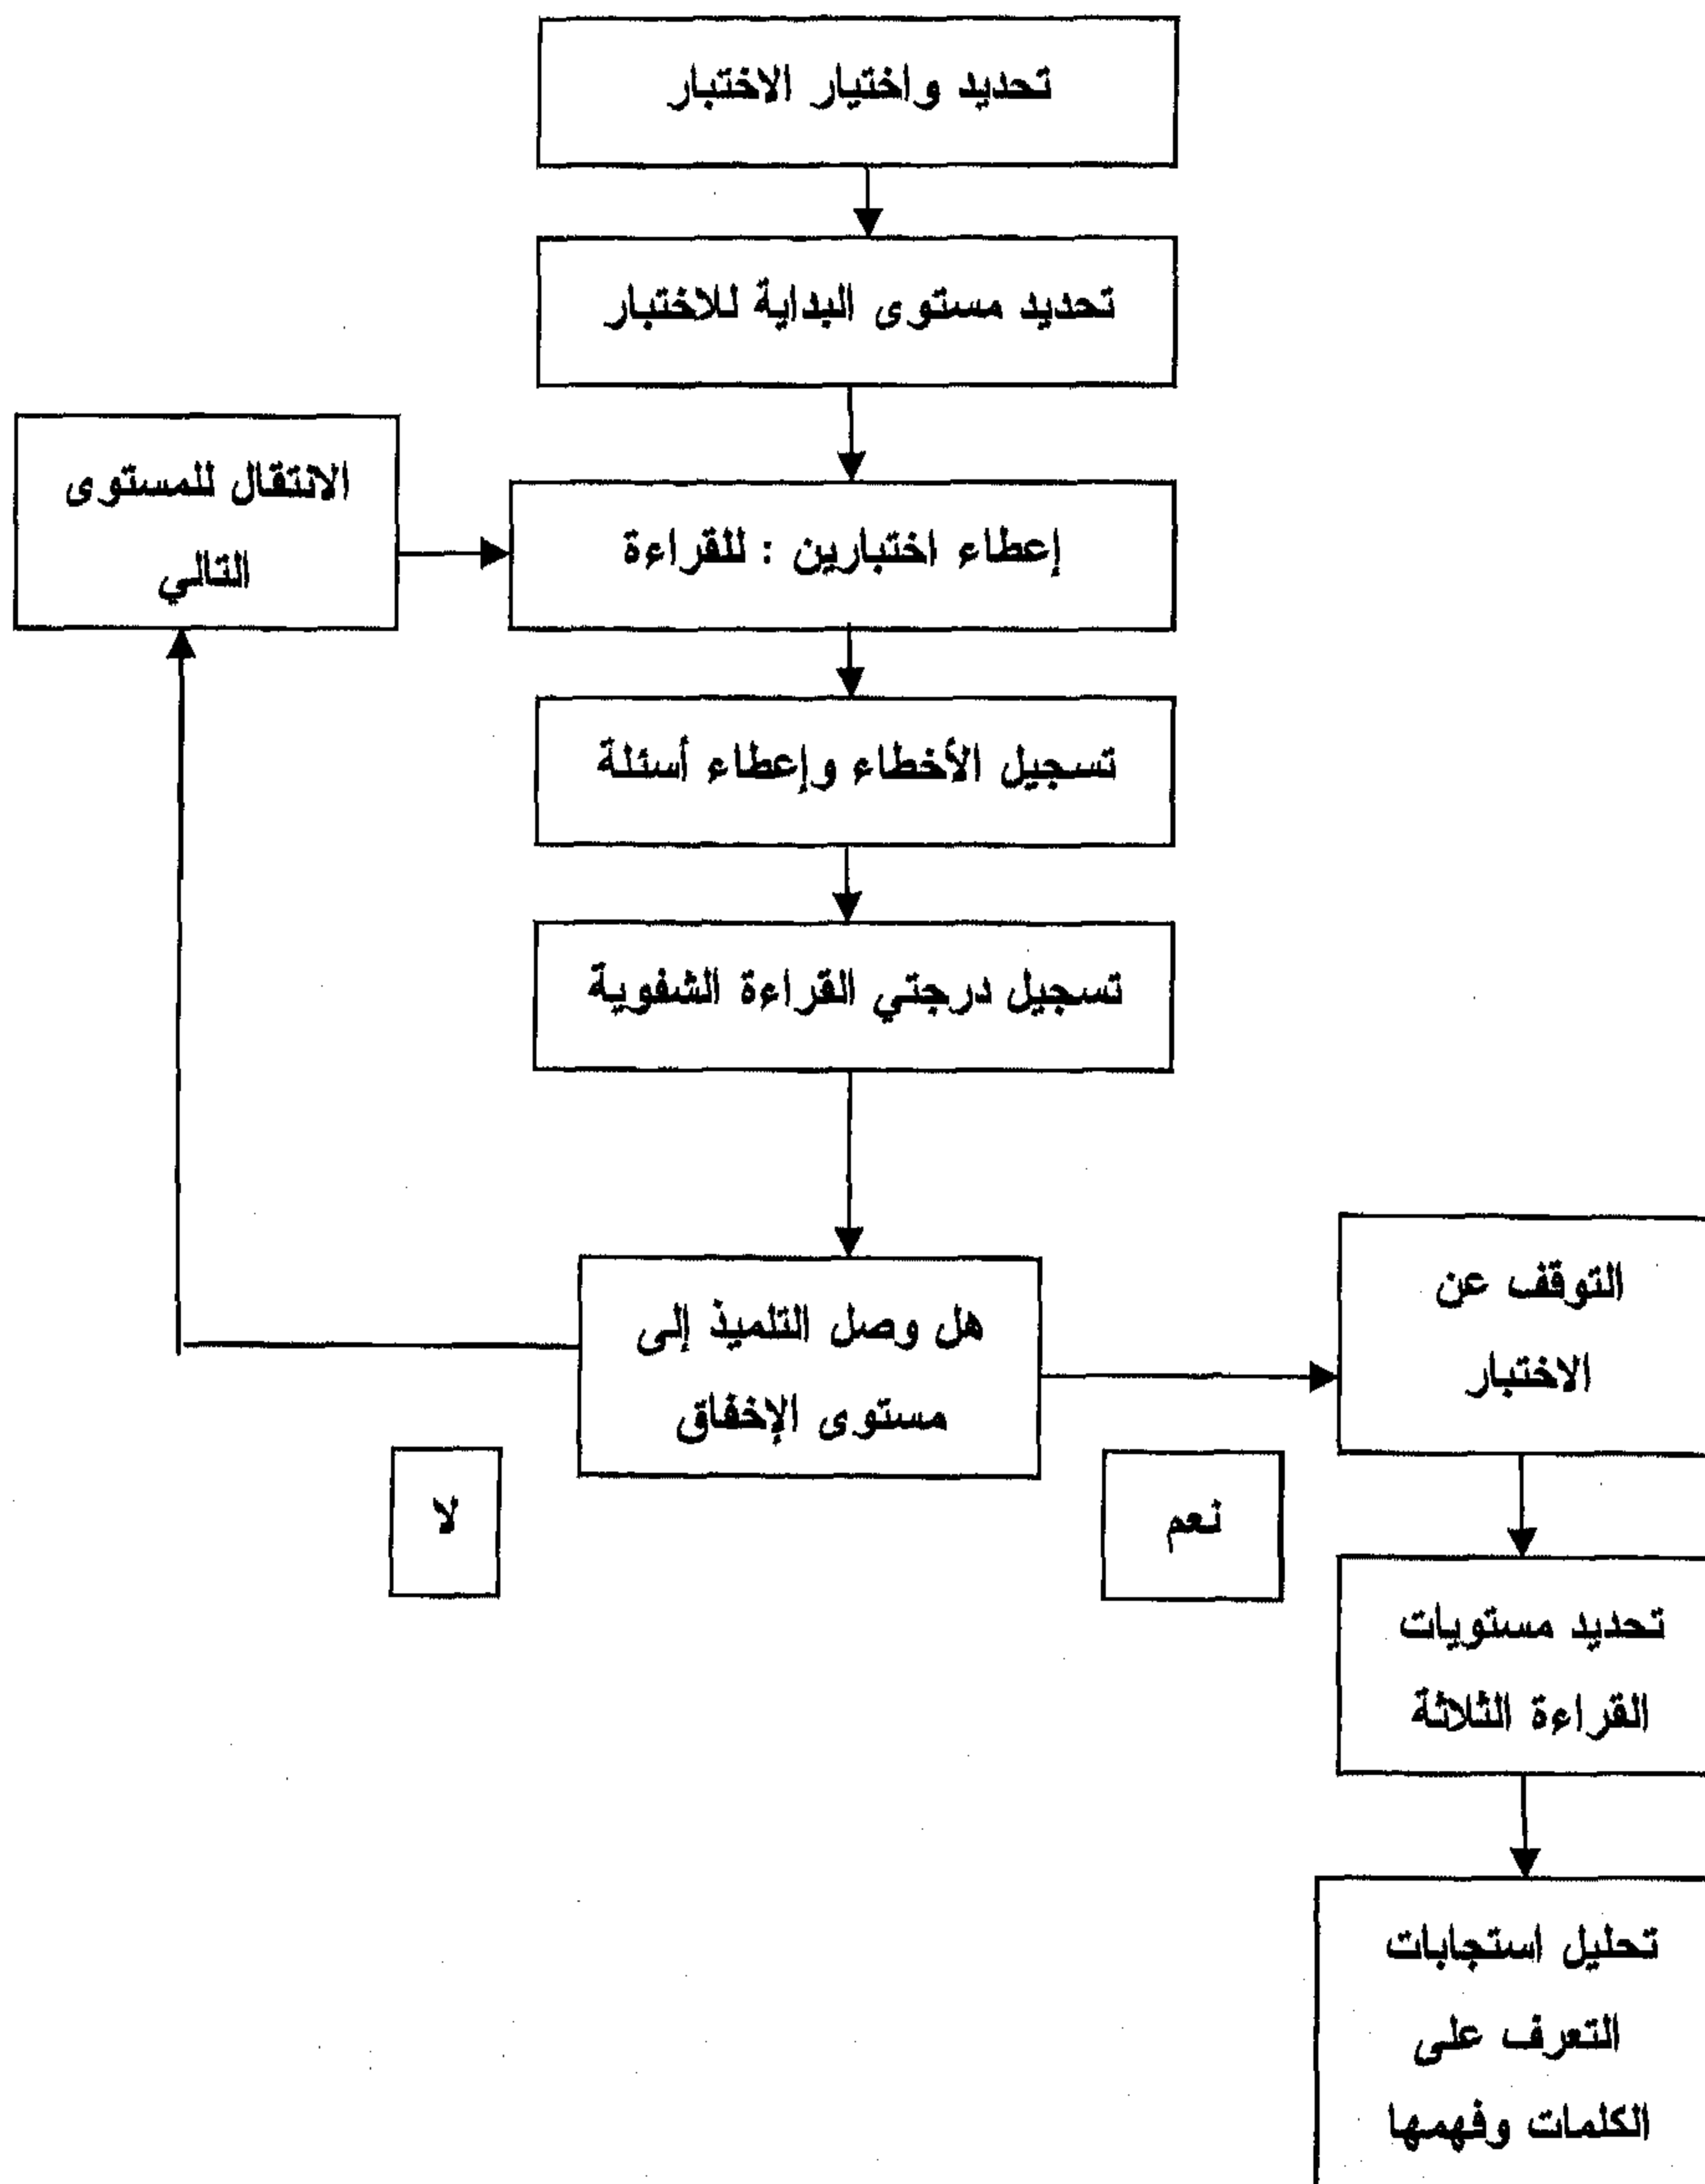 تحديد واختيار الاختبار
تحديد مستوى البداية للاختبار
الانتقال للمستوى
التالي
إعطاء اختبارين : للقراءة
تسجيل الأخطاء وإعطاء أسئلة
تسجيل درجتي القراءة الشفوية
هل وصل التلميذ إلى
مستوى الإخفاق
لا
نعم
التوقف عن
الاختبار
تحديد مستويات
القراءة الثلاثة
تحليل استجابات
التعرف على
الكلمات وفهمها